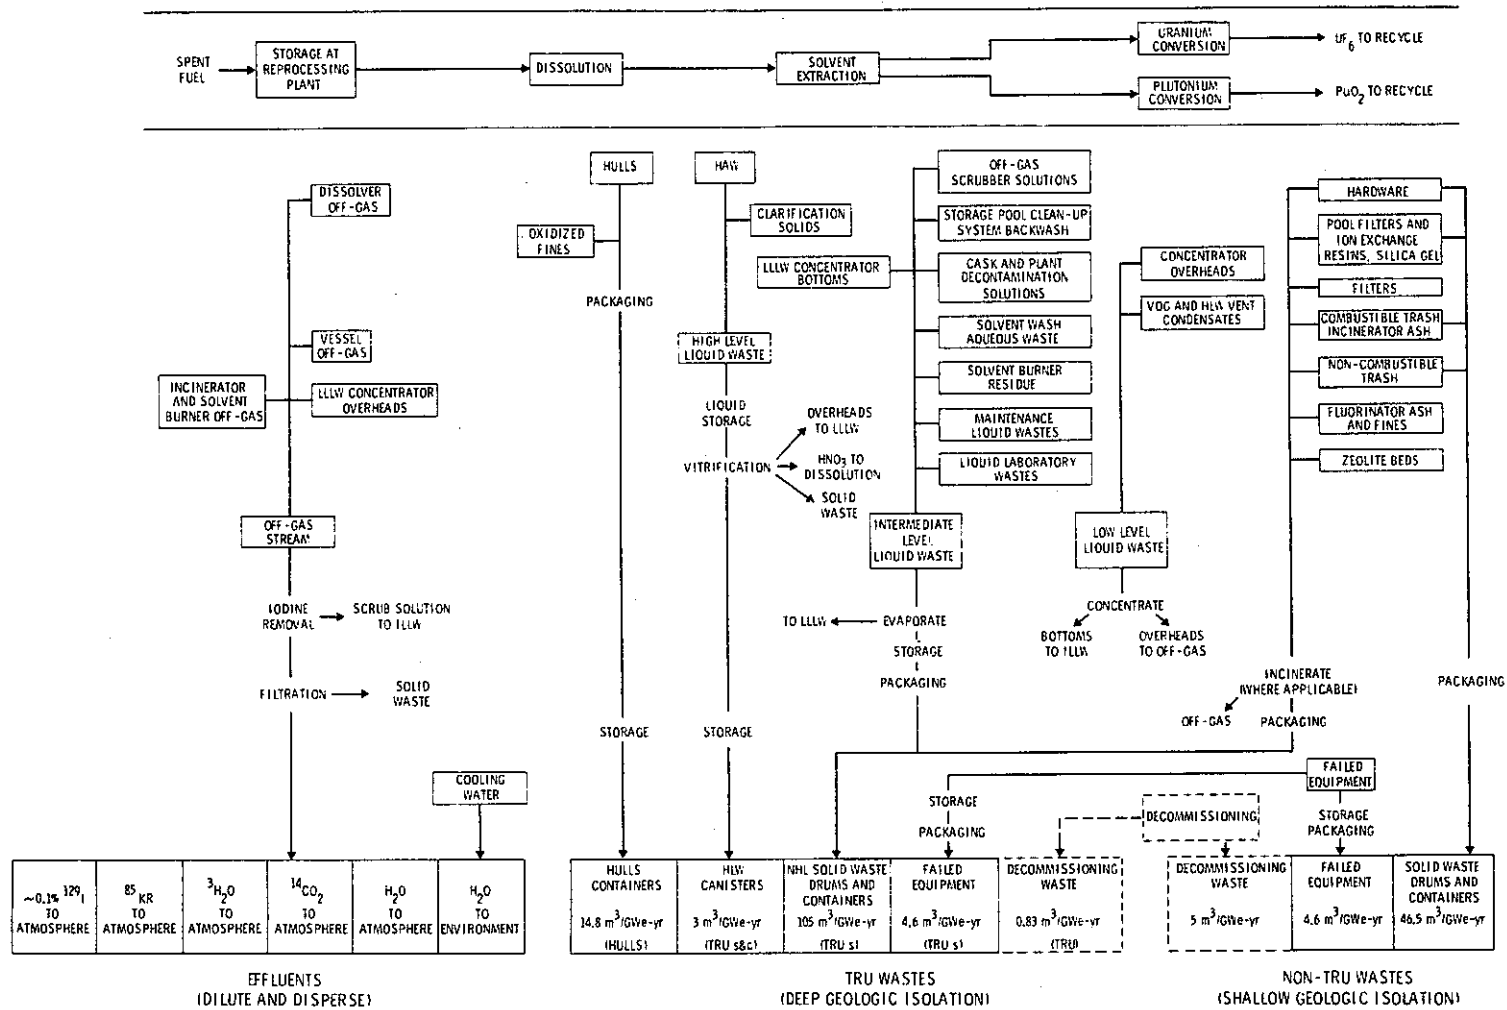 SPENT
FUEL
STORAGE AT
REPROCESSING
PLANT
DISSOLUTION
SOLVENT
EXTRACTION
URANIUM
CONVERSION
UF6 TO RECYCLE
PLUTONIUM
CONVERSION
PuO2 TO RECYCLE
DISSOLVER
OFF-GAS
VESSEL
OFF-GAS
INCINERATOR
AND SOLVENT
BURNER OFF-GAS
LLLW CONCENTRATOR
OVERHEADS
OFF-GAS
STREAM
IODINE
REMOVAL
SCRUB SOLUTION
TO ILLW
FILTRATION
SOLID
WASTE
COOLING
WATER
HULLS
OXIDIZED
FINES
PACKAGING
STORAGE
HAW
CLARIFICATION
SOLIDS
HIGH LEVEL
LIQUID WASTE
LIQUID
STORAGE
VITRIFICATION
OVERHEADS
TO LLLW
HNO3 TO
DISSOLUTION
SOLID
WASTE
STORAGE
OFF-GAS
SCRUBBER SOLUTIONS
STORAGE POOL CLEAN-UP
SYSTEM BACKWASH
LLLW CONCENTRATOR
BOTTOMS
CASK AND PLANT
DECONTAMINATION
SOLUTIONS
SOLVENT WASH
AQUEOUS WASTE
SOLVENT BURNER
RESIDUE
MAINTENANCE
LIQUID WASTES
LIQUID LABORATORY
WASTES
INTERMEDIATE
LEVEL
LIQUID WASTE
TO LLLW
EVAPORATE
STORAGE
PACKAGING
CONCENTRATOR
OVERHEADS
VOG AND HLW VENT
CONDENSATES
LOW LEVEL
LIQUID WASTE
CONCENTRATE
BOTTOMS
TO ILLW
OVERHEADS
TO OFF-GAS
HARDWARE
POOL FILTERS AND
ION EXCHANGE
RESINS, SILICA GEL
FILTERS
COMBUSTIBLE TRASH
INCINERATOR ASH
NON-COMBUSTIBLE
TRASH
FLUORINATOR ASH
AND FINES
ZEOLITE BEDS
INCINERATE
(WHERE APPLICABLE)
OFF-GAS
PACKAGING
PACKAGING
FAILED
EQUIPMENT
STORAGE
PACKAGING
STORAGE
PACKAGING
DECOMMISSIONING
~0.1% 129I
TO
ATMOSPHERE
85KR
TO
ATMOSPHERE
3H2O
TO
ATMOSPHERE
14CO2
TO
ATMOSPHERE
H2O
TO
ATMOSPHERE
H2O
TO
ENVIRONMENT
EFFLUENTS
(DILUTE AND DISPERSE)
HULLS
CONTAINERS
14.8 m3/GWe-yr
(HULLS)
HLW
CANISTERS
3 m3/GWe-yr
(TRU s&c)
NHL SOLID WASTE
DRUMS AND
CONTAINERS
105 m3/GWe-yr
(TRU s)
FAILED
EQUIPMENT
4.6 m3/GWe-yr
(TRU s)
DECOMMISSIONING
WASTE
0.83 m3/GWe-yr
(TRU)
TRU WASTES
(DEEP GEOLOGIC ISOLATION)
DECOMMISSIONING
WASTE
5 m3/GWe-yr
FAILED
EQUIPMENT
4.6 m3/GWe-yr
SOLID WASTE
DRUMS AND
CONTAINERS
46.5 m3/GWe-yr
NON-TRU WASTES
(SHALLOW GEOLOGIC ISOLATION)